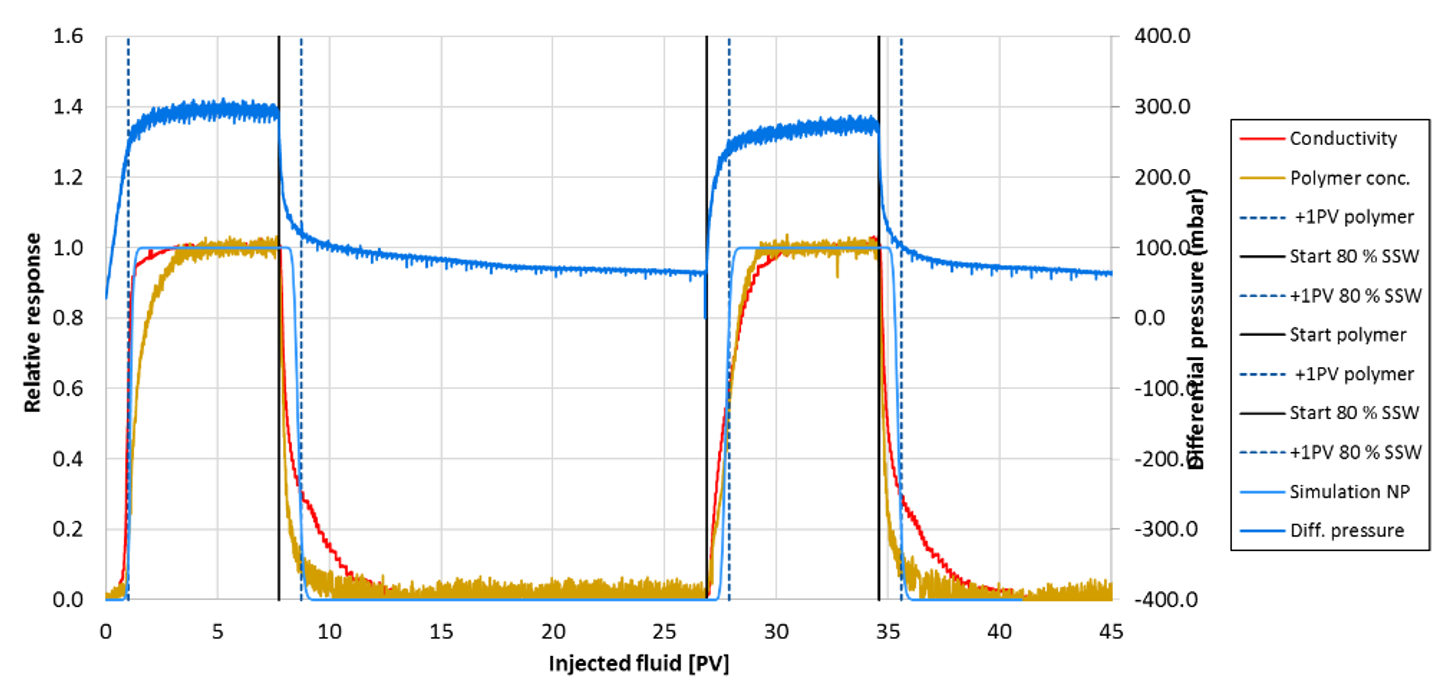 1.6
1.4
1.2
1.0
0.8
0.6
0.4
0.2
0.0
Relative response
0
5
10
15
20
25
30
35
40
45
Injected fluid [PV]
400.0
300.0
200.0
100.0
0.0
-100.0
-200.0
-300.0
-400.0
Differential pressure (mbar)
Conductivity
Polymer conc.
+1PV polymer
Start 80 % SSW
+1PV 80 % SSW
Start polymer
+1PV polymer
Start 80 % SSW
+1PV 80 % SSW
Simulation NP
Diff. pressure